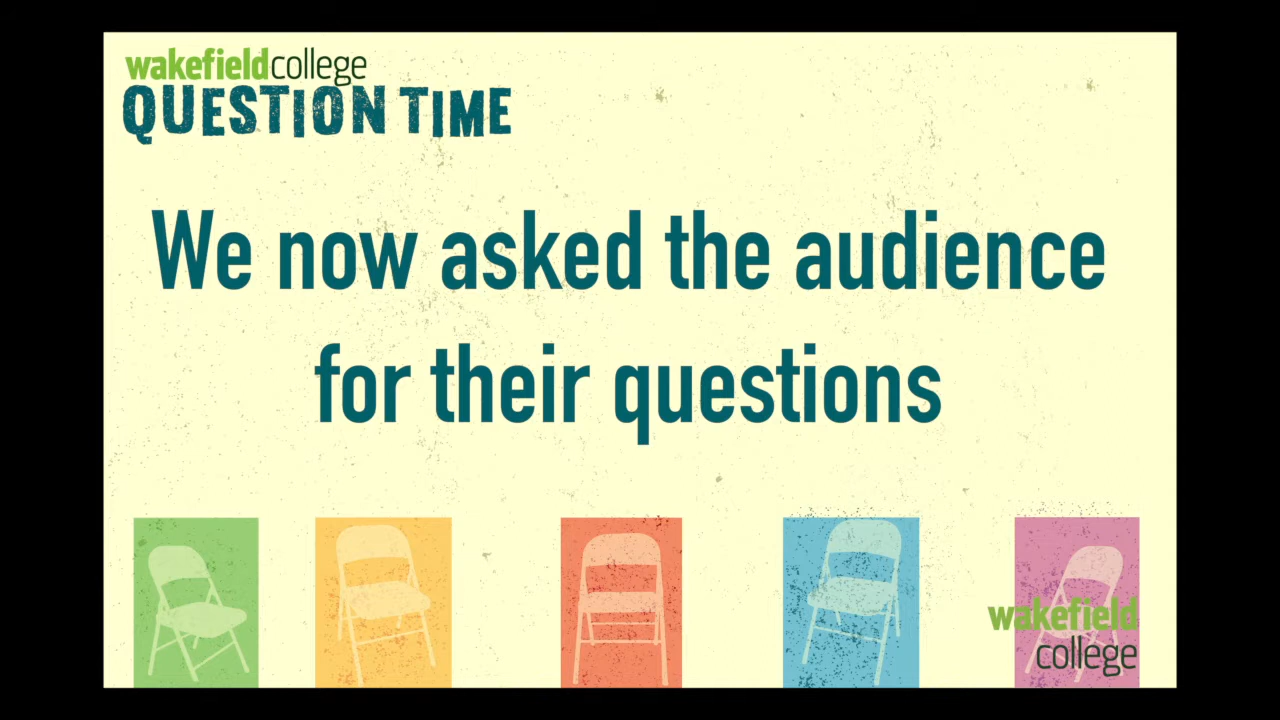 wakefieldcollege
QUESTION TIME
We now asked the audience
for their questions
wakefield
college